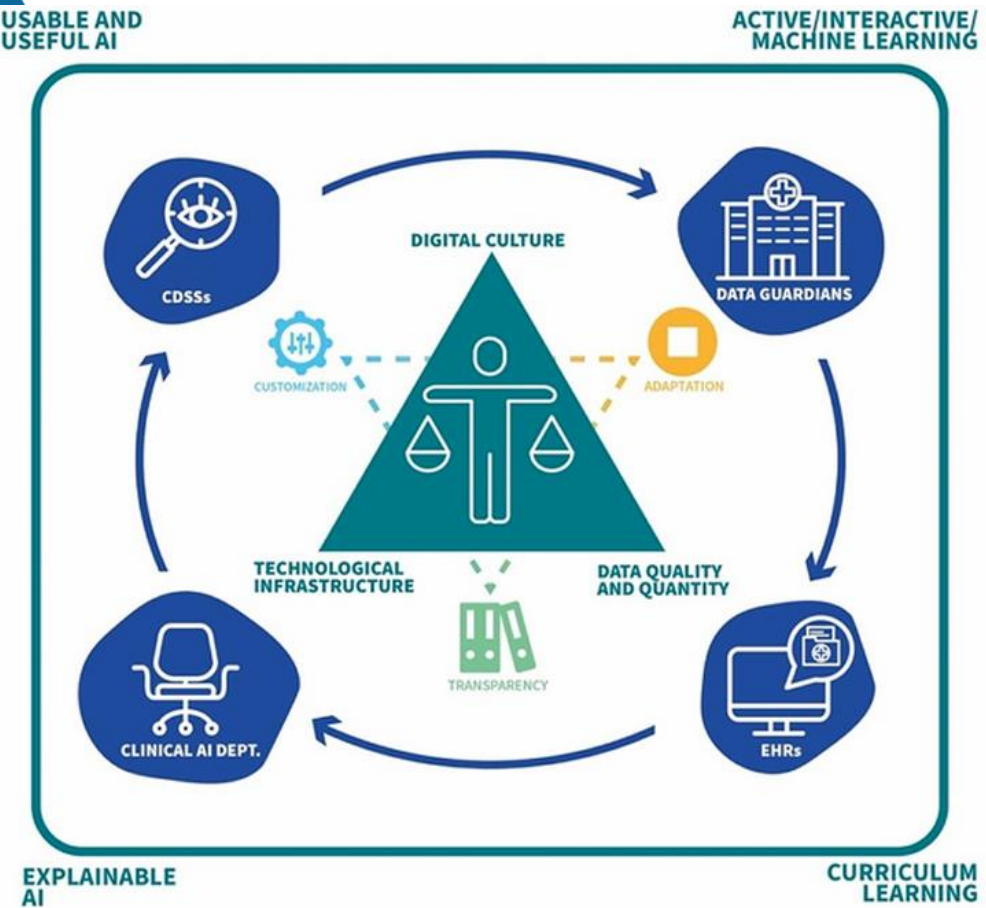 USABLE AND
USEFUL AI
ACTIVE/INTERACTIVE/
MACHINE LEARNING
CDSSs
DATA GUARDIANS
DIGITAL CULTURE
CUSTOMIZATION
ADAPTATION
TECHNOLOGICAL
INFRASTRUCTURE
DATA QUALITY
AND QUANTITY
TRANSPARENCY
CLINICAL AI DEPT.
EHRs
EXPLAINABLE
AI
CURRICULUM
LEARNING